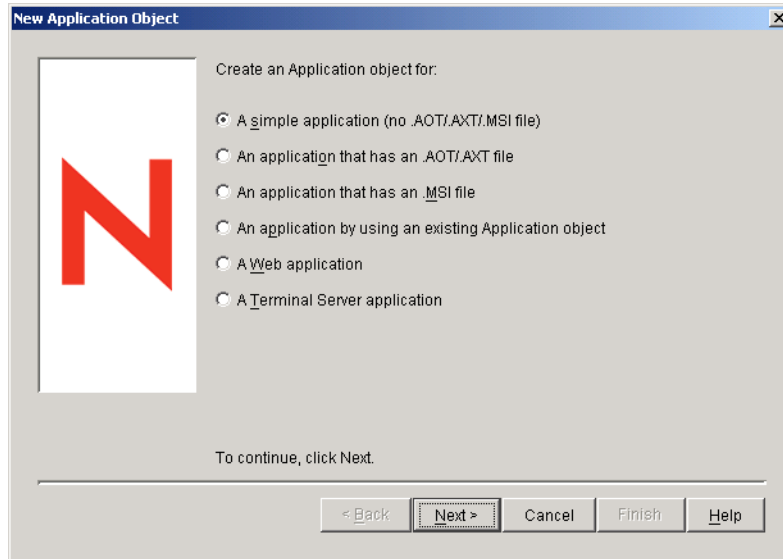 New Application Object
Create an Application object for:
A simple application (no .AOT/.AXT/.MSI file)
An application that has an .AOT/.AXT file
An application that has an .MSI file
An application by using an existing Application object
A Web application
A Terminal Server application
N
To continue, click Next.
< Back Next > Cancel Finish Help